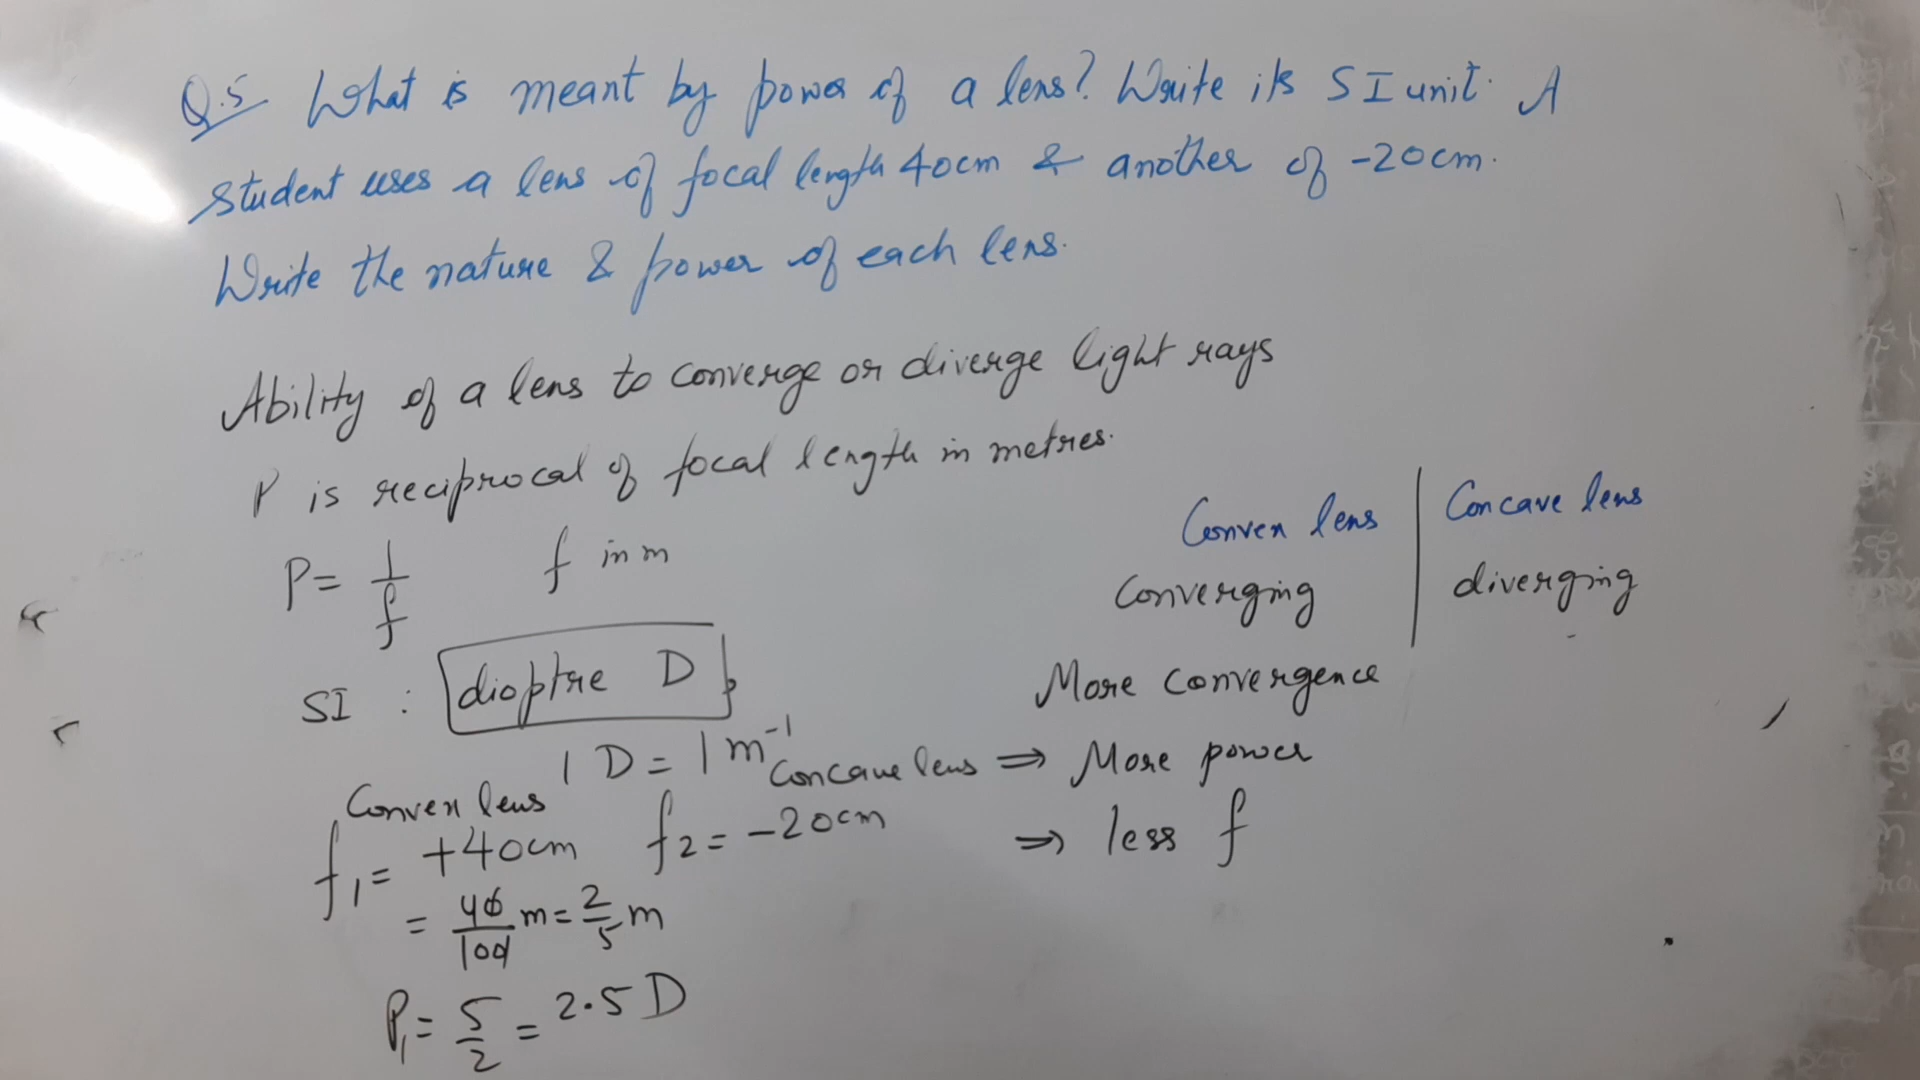 Q.5 What is meant by power of a lens? Write its SI unit. A
student uses a lens of focal length 40cm & another of -20cm.
Write the nature & power of each lens.
Ability of a lens to converge or diverge light rays
P is reciprocal of focal length in metres.
P = 1/f f in m
SI : dioptre D
1 D = 1 m⁻¹
Convex lens
f1 = +40cm
= 40/100 m = 2/5 m
P1 = 5/2 = 2.5 D
Concave lens
f2 = -20cm
Convex lens | Concave lens
Converging | diverging
More convergence
⇒ More power
⇒ less f